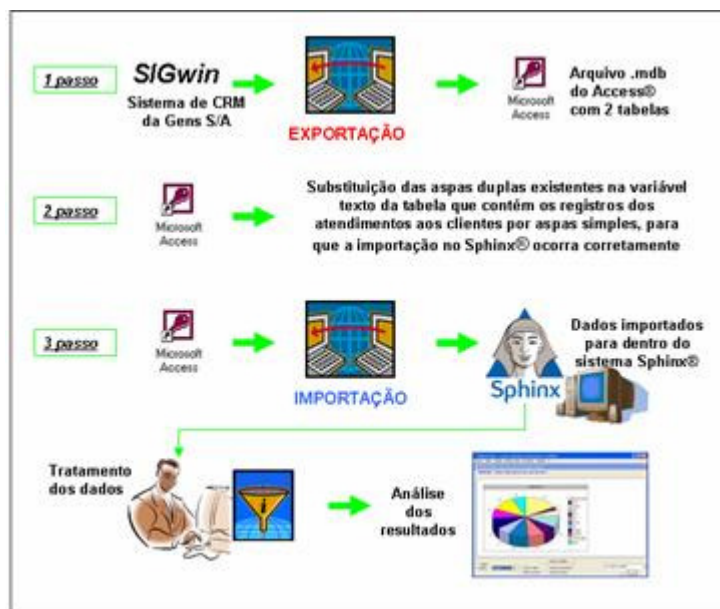 1 passo
SIGwin
Sistema de CRM
da Gens S/A
EXPORTAÇÃO
Microsoft
Access
Arquivo .mdb
do Access®
com 2 tabelas
2 passo
Microsoft
Access
Substituição das aspas duplas existentes na variável
texto da tabela que contém os registros dos
atendimentos aos clientes por aspas simples, para
que a importação no Sphinx® ocorra corretamente
3 passo
Microsoft
Access
IMPORTAÇÃO
Sphinx
Dados importados
para dentro do
sistema Sphinx®
Tratamento
dos dados
Análise
dos
resultados